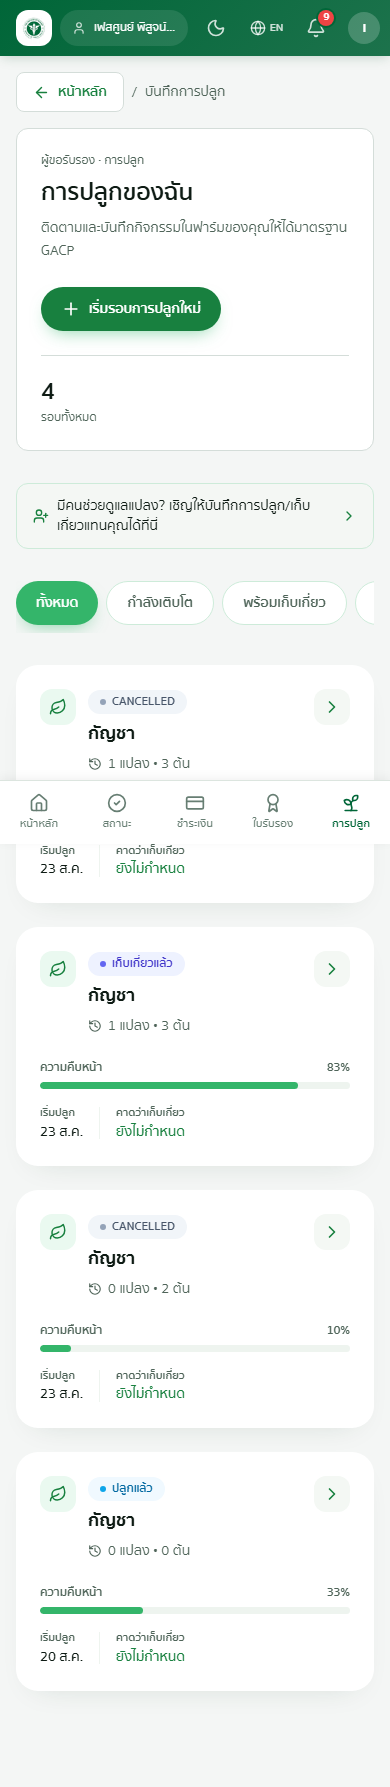 เฟสศูนย์ พิสูจน์...
EN
9
I
หน้าหลัก / บันทึกการปลูก
ผู้ขอรับรอง · การปลูก
การปลูกของฉัน
ติดตามและบันทึกกิจกรรมในฟาร์มของคุณให้ได้มาตรฐาน
GACP
เริ่มรอบการปลูกใหม่
4
รอบทั้งหมด
มีคนช่วยดูแลแปลง? เชิญให้บันทึกการปลูก/เก็บ
เกี่ยวแทนคุณได้ที่นี่
ทั้งหมด กำลังเติบโต พร้อมเก็บเกี่ยว
CANCELLED
กัญชา
1 แปลง • 3 ต้น
หน้าหลัก สถานะ ชำระเงิน ใบรับรอง การปลูก
เริ่มปลูก คาดว่าเก็บเกี่ยว
23 ส.ค. ยังไม่กำหนด
เก็บเกี่ยวแล้ว
กัญชา
1 แปลง • 3 ต้น
ความคืบหน้า 83%
เริ่มปลูก คาดว่าเก็บเกี่ยว
23 ส.ค. ยังไม่กำหนด
CANCELLED
กัญชา
0 แปลง • 2 ต้น
ความคืบหน้า 10%
เริ่มปลูก คาดว่าเก็บเกี่ยว
23 ส.ค. ยังไม่กำหนด
ปลูกแล้ว
กัญชา
0 แปลง • 0 ต้น
ความคืบหน้า 33%
เริ่มปลูก คาดว่าเก็บเกี่ยว
20 ส.ค. ยังไม่กำหนด